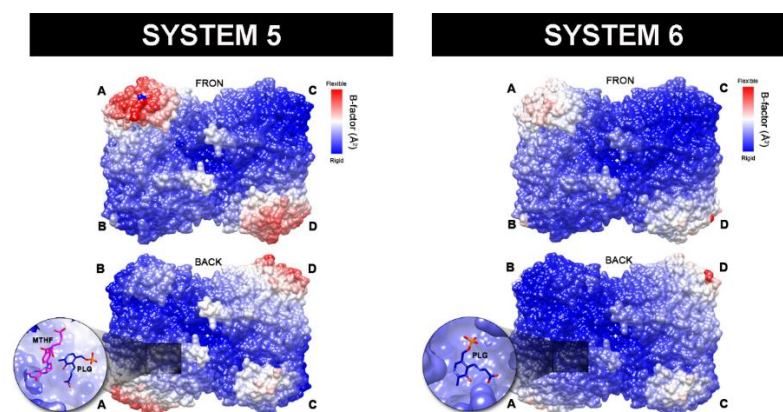 SYSTEM 5
SYSTEM 6
A
FRON
C
Flexible
B-factor (Å²)
Rigid
B
D
BACK
B
D
MTHF
PLG
A
C
A
FRON
C
Flexible
B-factor (Å²)
Rigid
B
D
BACK
B
D
PLG
A
C